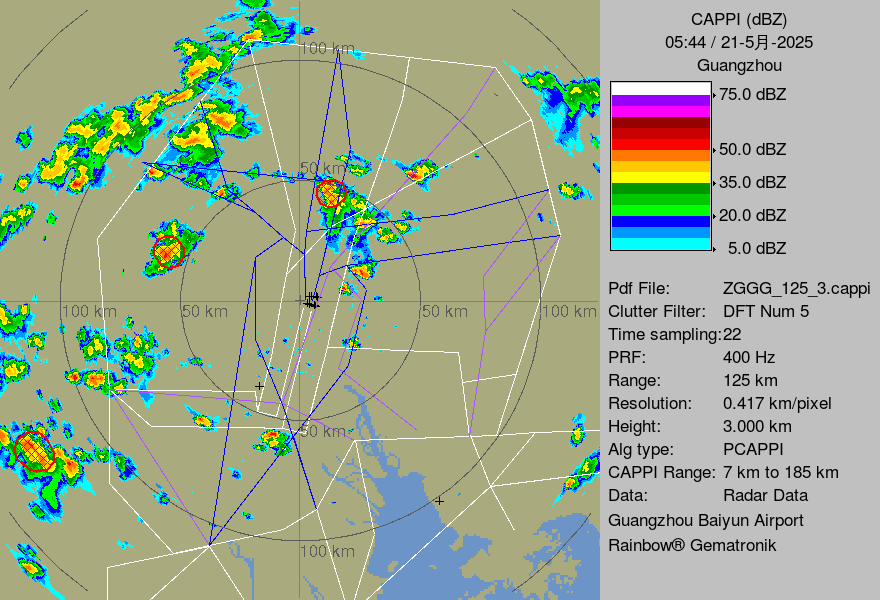 CAPPI (dBZ)
05:44 / 21-5月-2025
Guangzhou
75.0 dBZ
50.0 dBZ
35.0 dBZ
20.0 dBZ
5.0 dBZ
Pdf File: ZGGG_125_3.cappi
Clutter Filter: DFT Num 5
Time sampling:22
PRF: 400 Hz
Range: 125 km
Resolution: 0.417 km/pixel
Height: 3.000 km
Alg type: PCAPPI
CAPPI Range: 7 km to 185 km
Data: Radar Data
Guangzhou Baiyun Airport
Rainbow® Gematronik
100 km
50 km
100 km
50 km
50 km
100 km
50 km
100 km